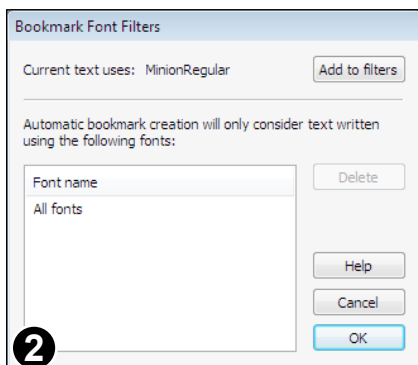 Bookmark Font Filters
Current text uses: MinionRegular
Add to filters
Automatic bookmark creation will only consider text written
using the following fonts:
Font name
All fonts
Delete
Help
Cancel
OK
2